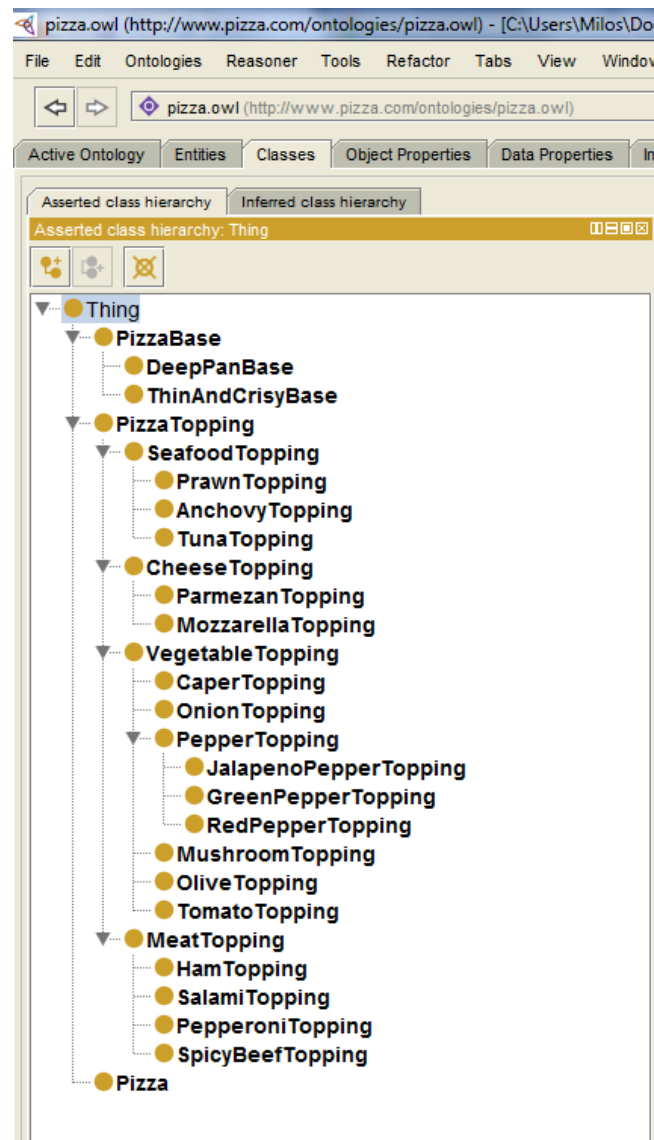 pizza.owl (http://www.pizza.com/ontologies/pizza.owl) - [C:\Users\Milos\Do
File Edit Ontologies Reasoner Tools Refactor Tabs View Window
pizza.owl (http://www.pizza.com/ontologies/pizza.owl)
Active Ontology Entities Classes Object Properties Data Properties In
Asserted class hierarchy Inferred class hierarchy
Asserted class hierarchy: Thing
Thing
PizzaBase
DeepPanBase
ThinAndCrisyBase
PizzaTopping
SeafoodTopping
PrawnTopping
AnchovyTopping
TunaTopping
CheeseTopping
ParmezanTopping
MozzarellaTopping
VegetableTopping
CaperTopping
OnionTopping
PepperTopping
JalapenoPepperTopping
GreenPepperTopping
RedPepperTopping
MushroomTopping
OliveTopping
TomatoTopping
MeatTopping
HamTopping
SalamiTopping
PepperoniTopping
SpicyBeefTopping
Pizza